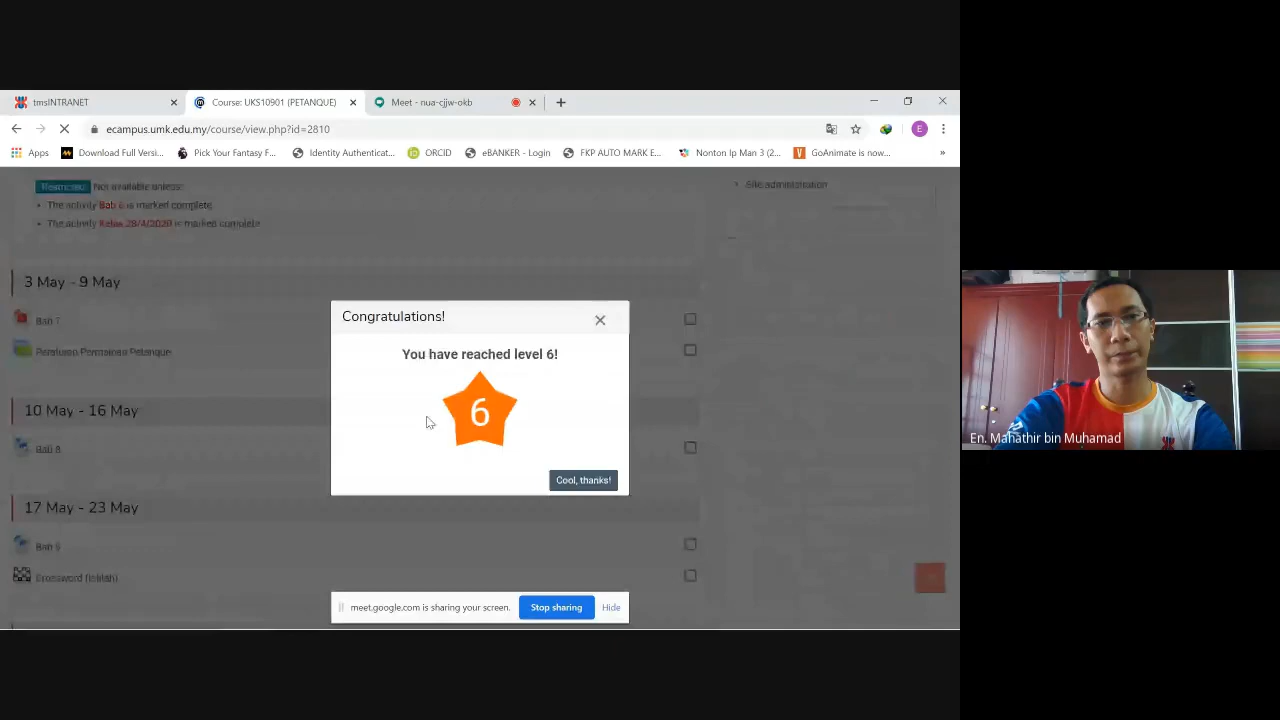 tmsINTRANET
Course: UKS10901 (PETANQUE)
Meet - nua-cjjw-okb
ecampus.umk.edu.my/course/view.php?id=2810
Apps
Download Full Versi...
Pick Your Fantasy F...
Identity Authenticat...
ORCID
eBANKER - Login
FKP AUTO MARK E...
Nonton Ip Man 3 (2...
GoAnimate is now...
»
E
Restricted Not available unless:
• The activity Bab 6 is marked complete
• The activity Kelas 28/4/2020 is marked complete
Site administration
3 May - 9 May
Bab 7
Peraturan Permainan Petanque
10 May - 16 May
Bab 8
17 May - 23 May
Bab 9
Crossword (Istilah)
Congratulations!
You have reached level 6!
6
Cool, thanks!
meet.google.com is sharing your screen.
Stop sharing
Hide
En. Mahathir bin Muhamad